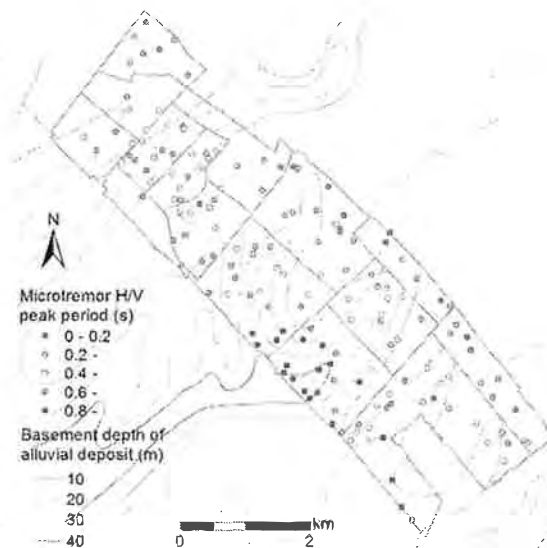 N
Microtremor H/V
peak period (s)
0 - 0.2
0.2 -
0.4 -
0.6 -
0.8 -
Basement depth of
alluvial deposit (m)
10
20
30
40
km
0 2